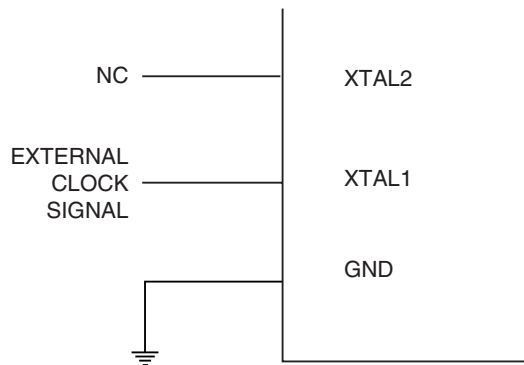 NC
XTAL2
EXTERNAL
CLOCK
SIGNAL
XTAL1
GND